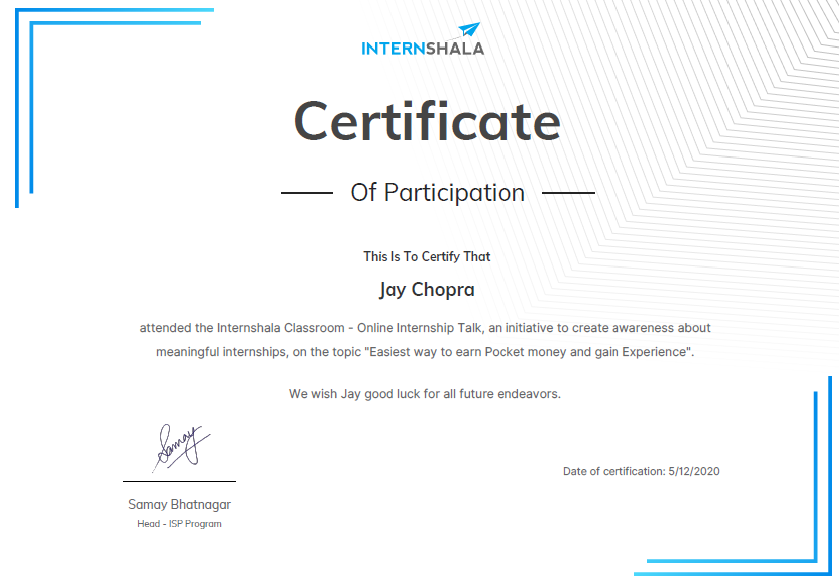 INTERNSHALA
Certificate
Of Participation
This Is To Certify That
Jay Chopra
attended the Internshala Classroom - Online Internship Talk, an initiative to create awareness about
meaningful internships, on the topic "Easiest way to earn Pocket money and gain Experience".
We wish Jay good luck for all future endeavors.
Samay
Date of certification: 5/12/2020
Samay Bhatnagar
Head - ISP Program